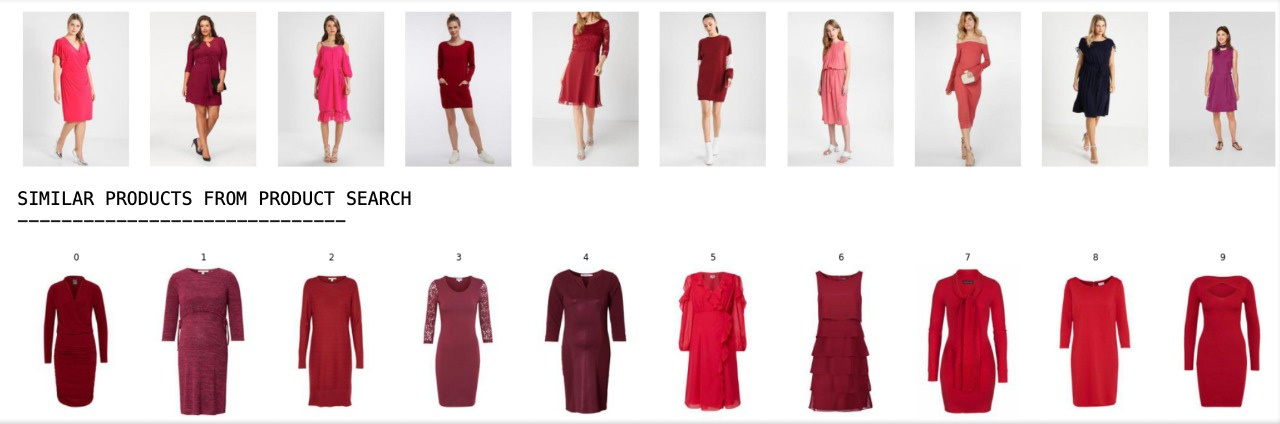 SIMILAR PRODUCTS FROM PRODUCT SEARCH
------------------------------
0 1 2 3 4 5 6 7 8 9